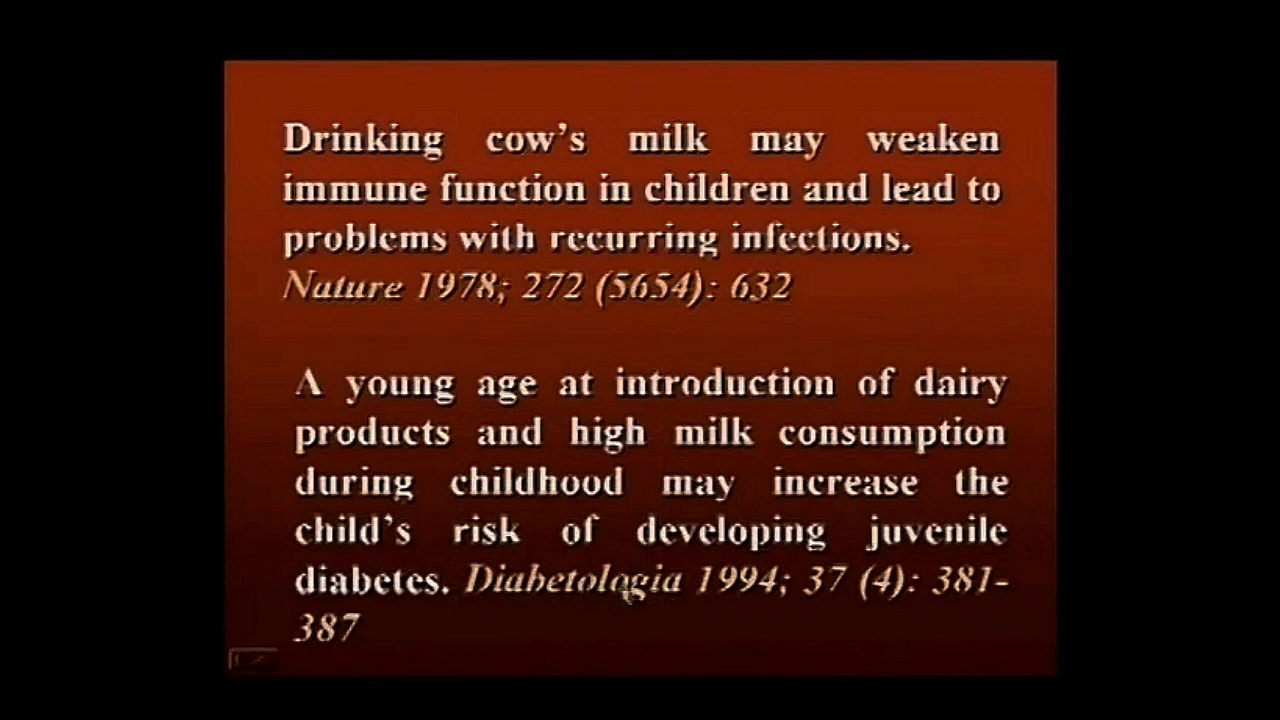 Drinking cow's milk may weaken
immune function in children and lead to
problems with recurring infections.
Nature 1978; 272 (5654): 632
A young age at introduction of dairy
products and high milk consumption
during childhood may increase the
child's risk of developing juvenile
diabetes. Diabetologia 1994; 37 (4): 381-
387